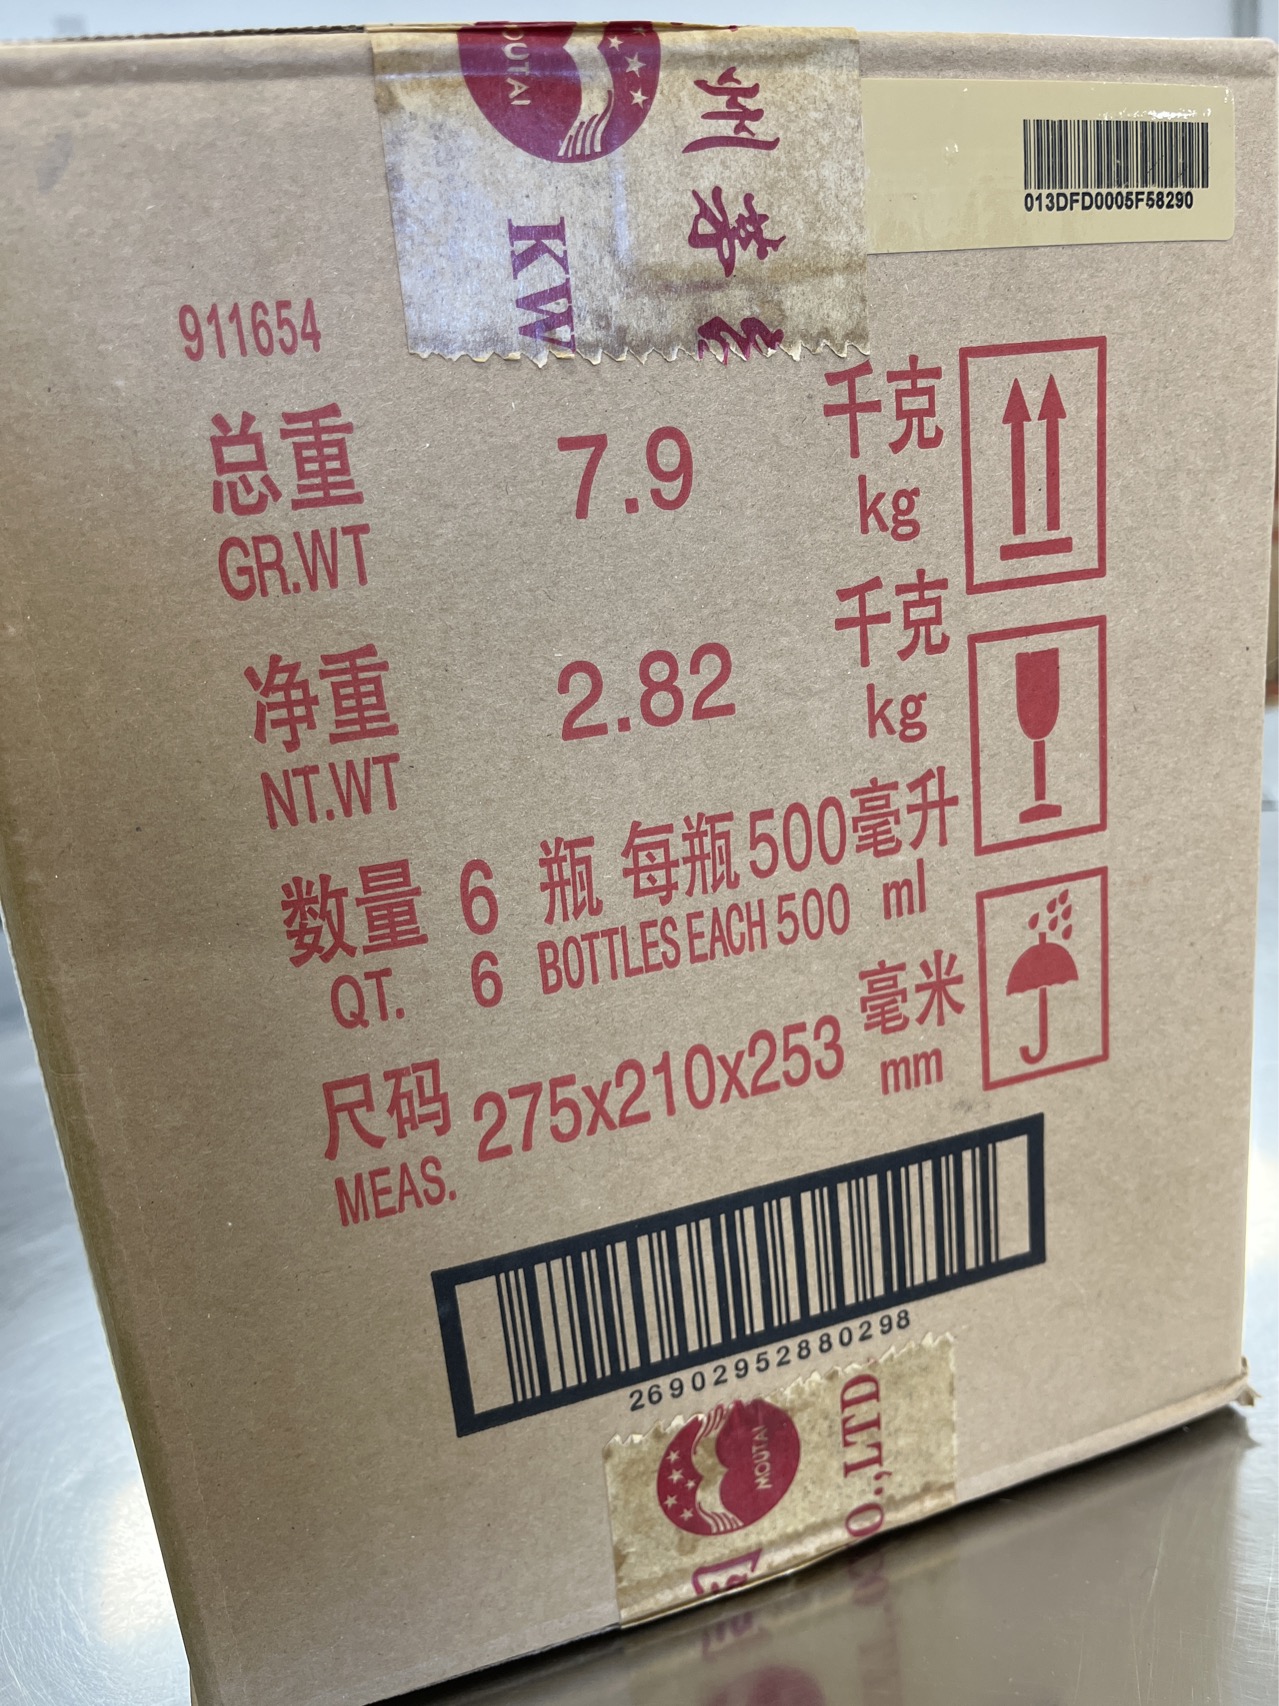 MOUTAI
州茅台
KW
013DFD0005F58290
911654
总重 7.9 千克
GR.WT kg
净重 2.82 千克
NT.WT kg
数量 6 瓶 每瓶 500 毫升
QT. 6 BOTTLES EACH 500 ml
尺码 275x210x253 毫米
MEAS. mm
26902952880298
MOUTAI
O.,LTD